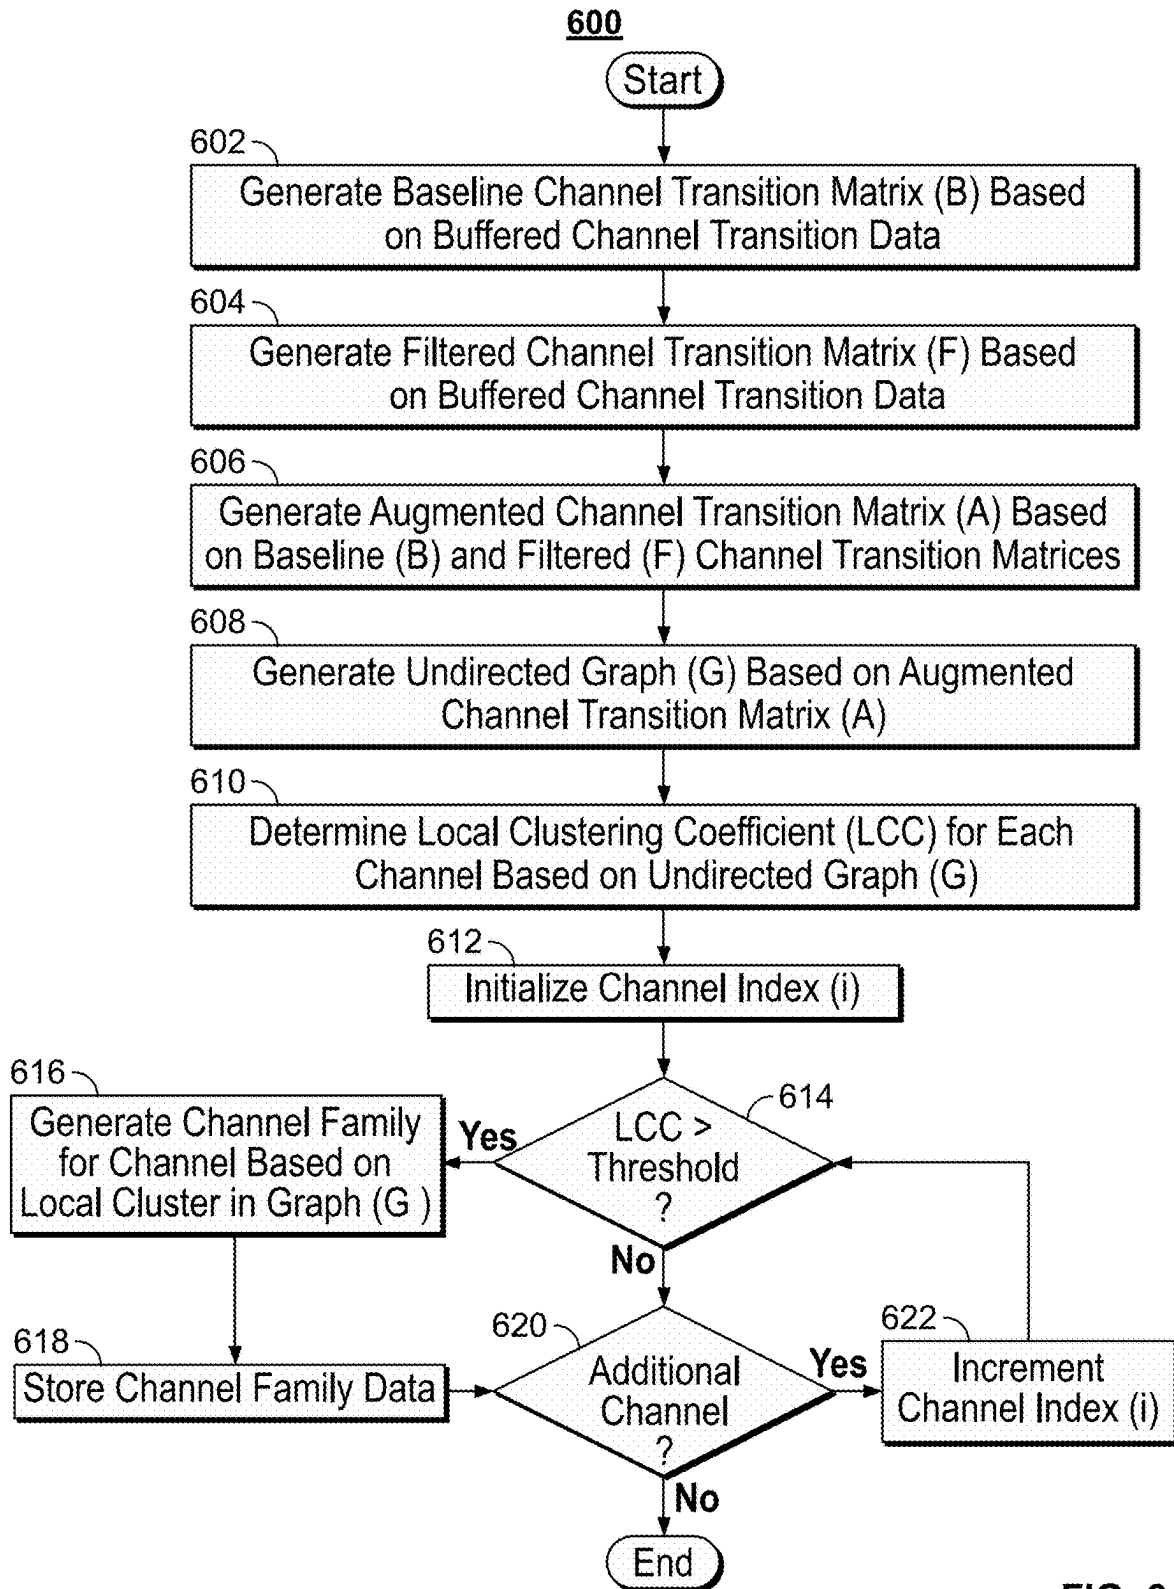 600
Start
602
Generate Baseline Channel Transition Matrix (B) Based
on Buffered Channel Transition Data
604
Generate Filtered Channel Transition Matrix (F) Based
on Buffered Channel Transition Data
606
Generate Augmented Channel Transition Matrix (A) Based
on Baseline (B) and Filtered (F) Channel Transition Matrices
608
Generate Undirected Graph (G) Based on Augmented
Channel Transition Matrix (A)
610
Determine Local Clustering Coefficient (LCC) for Each
Channel Based on Undirected Graph (G)
612
Initialize Channel Index (i)
614
LCC >
Threshold
?
Yes
No
616
Generate Channel Family
for Channel Based on
Local Cluster in Graph (G )
618
Store Channel Family Data
620
Additional
Channel
?
Yes
No
622
Increment
Channel Index (i)
End